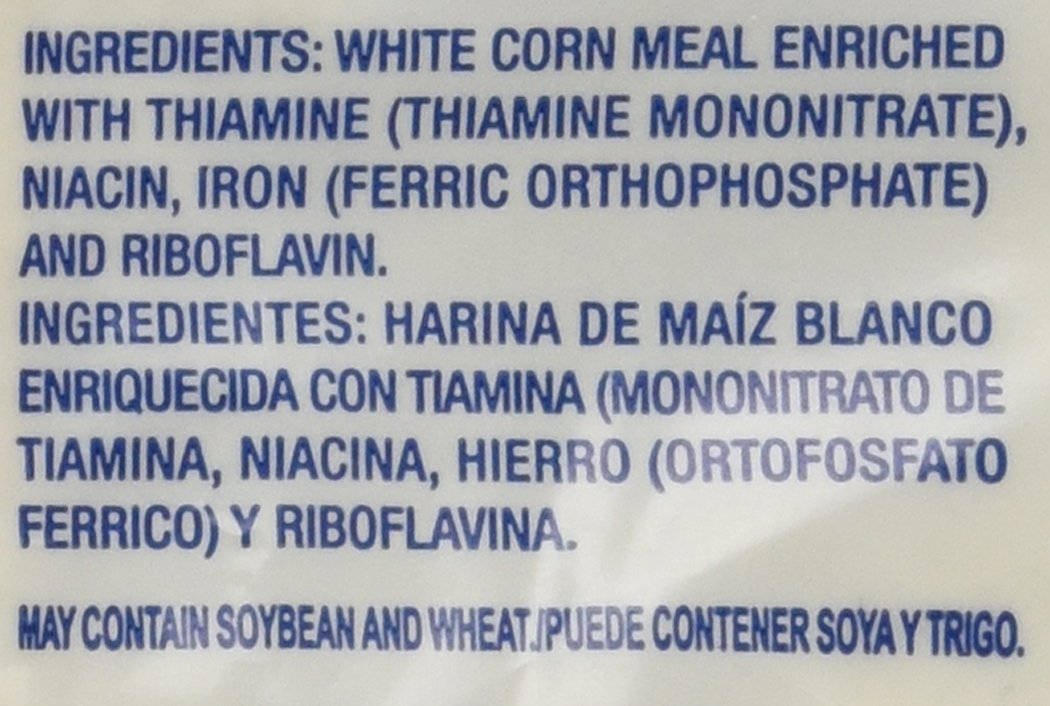 INGREDIENTS: WHITE CORN MEAL ENRICHED
WITH THIAMINE (THIAMINE MONONITRATE),
NIACIN, IRON (FERRIC ORTHOPHOSPHATE)
AND RIBOFLAVIN.
INGREDIENTES: HARINA DE MAÍZ BLANCO
ENRIQUECIDA CON TIAMINA (MONONITRATO DE
TIAMINA, NIACINA, HIERRO (ORTOFOSFATO
FERRICO) Y RIBOFLAVINA.
MAY CONTAIN SOYBEAN AND WHEAT./PUEDE CONTENER SOYA Y TRIGO.